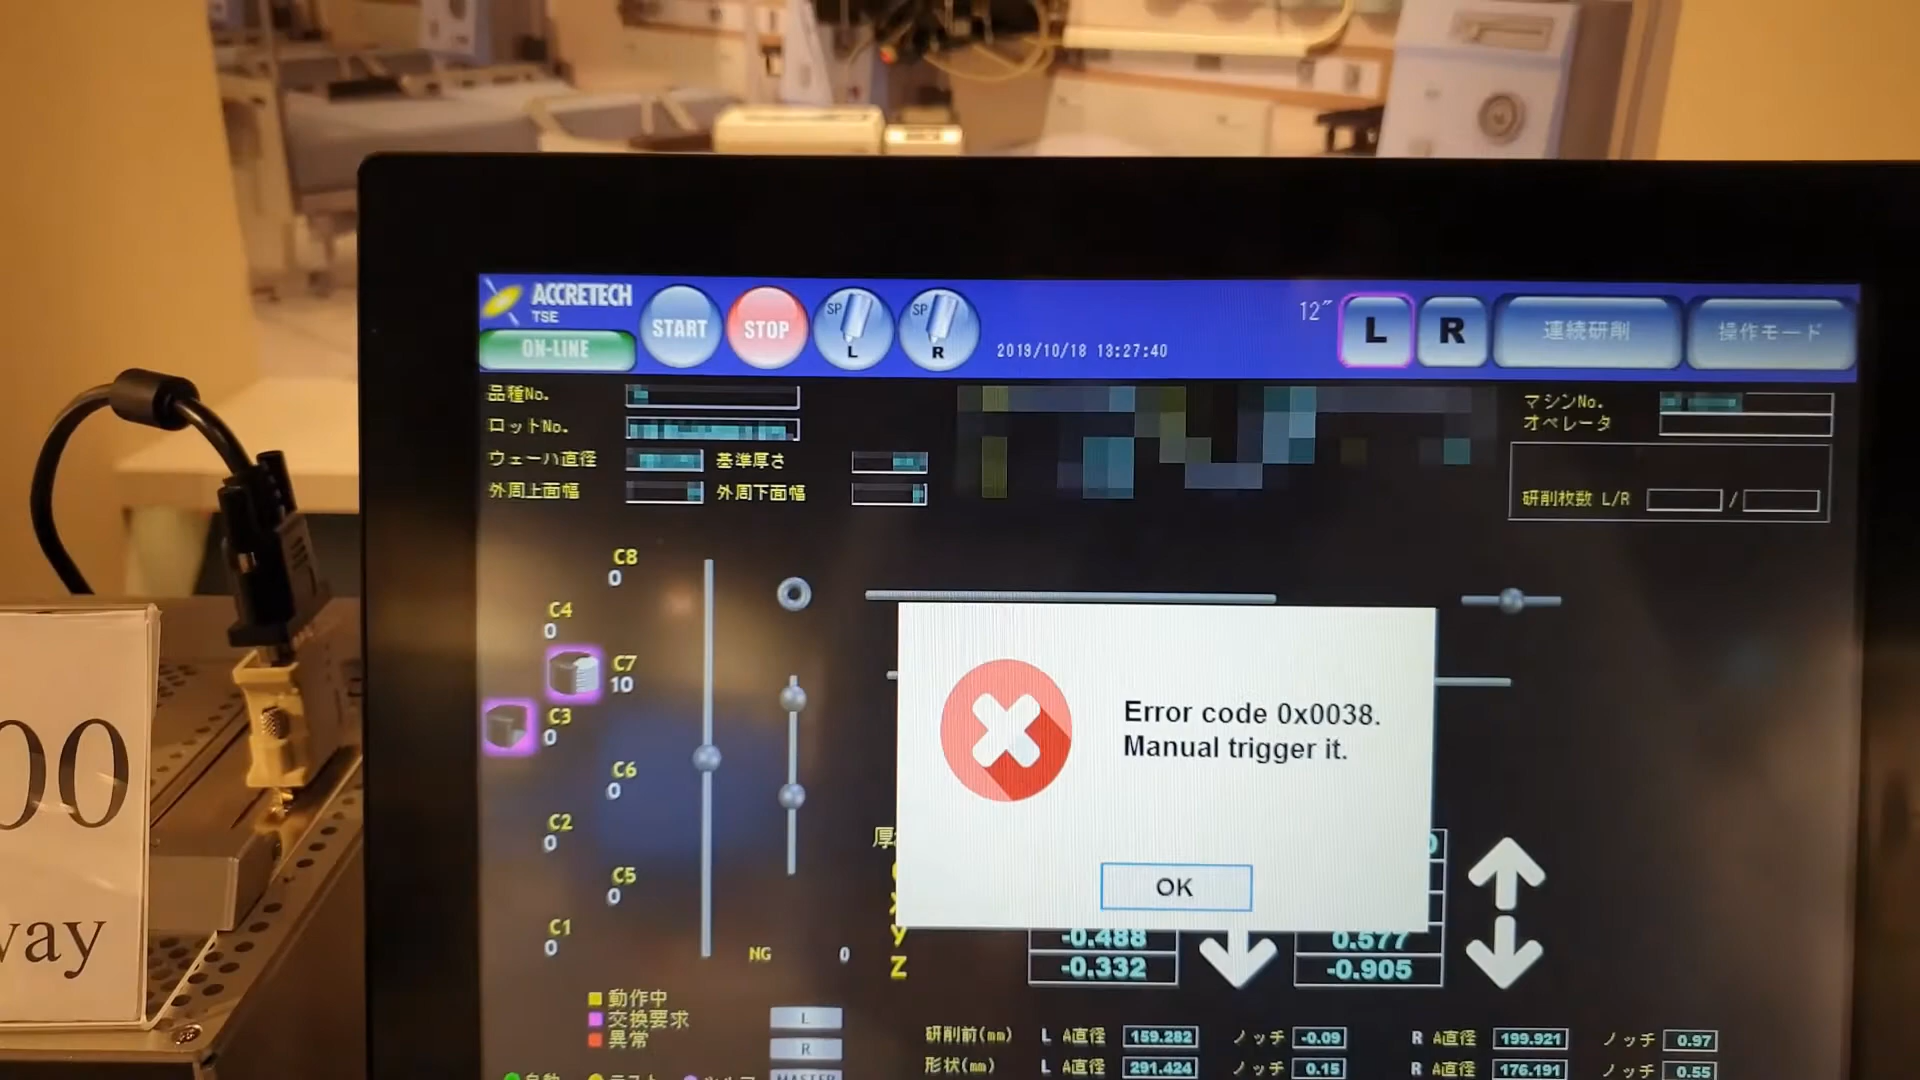 ACCRETECH
TSE
ON-LINE
START
STOP
SP
L
SP
R
2019/10/18 13:27:40
12"
L
R
連続研削
操作モード
品種No.
ロットNo.
ウェーハ直径
基準厚さ
外周上面幅
外周下面幅
マシンNo.
オペレータ
研削枚数 L/R
/
C8
0
C4
0
C7
10
C3
0
C6
0
C2
0
C5
0
C1
0
NG 0
Error code 0x0038.
Manual trigger it.
OK
Y -0.488 0.577
Z -0.332 -0.905
動作中
交換要求
異常
L
R
MASTER
研削前(mm) L A直径 159.282 ノッチ -0.09 R A直径 199.921 ノッチ 0.97
形状(mm) L A直径 291.424 ノッチ 0.15 R A直径 176.191 ノッチ 0.55
00
way